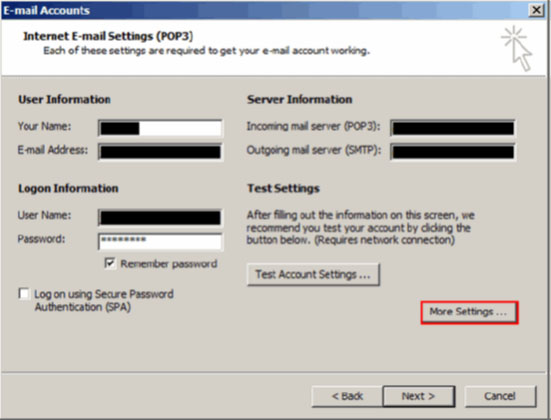 E-mail Accounts
Internet E-mail Settings (POP3)
Each of these settings are required to get your e-mail account working.
User Information
Your Name:
E-mail Address:
Server Information
Incoming mail server (POP3):
Outgoing mail server (SMTP):
Logon Information
User Name:
Password:
********
Remember password
Log on using Secure Password
Authentication (SPA)
Test Settings
After filling out the information on this screen, we
recommend you test your account by clicking the
button below. (Requires network connection)
Test Account Settings ...
More Settings ...
< Back
Next >
Cancel